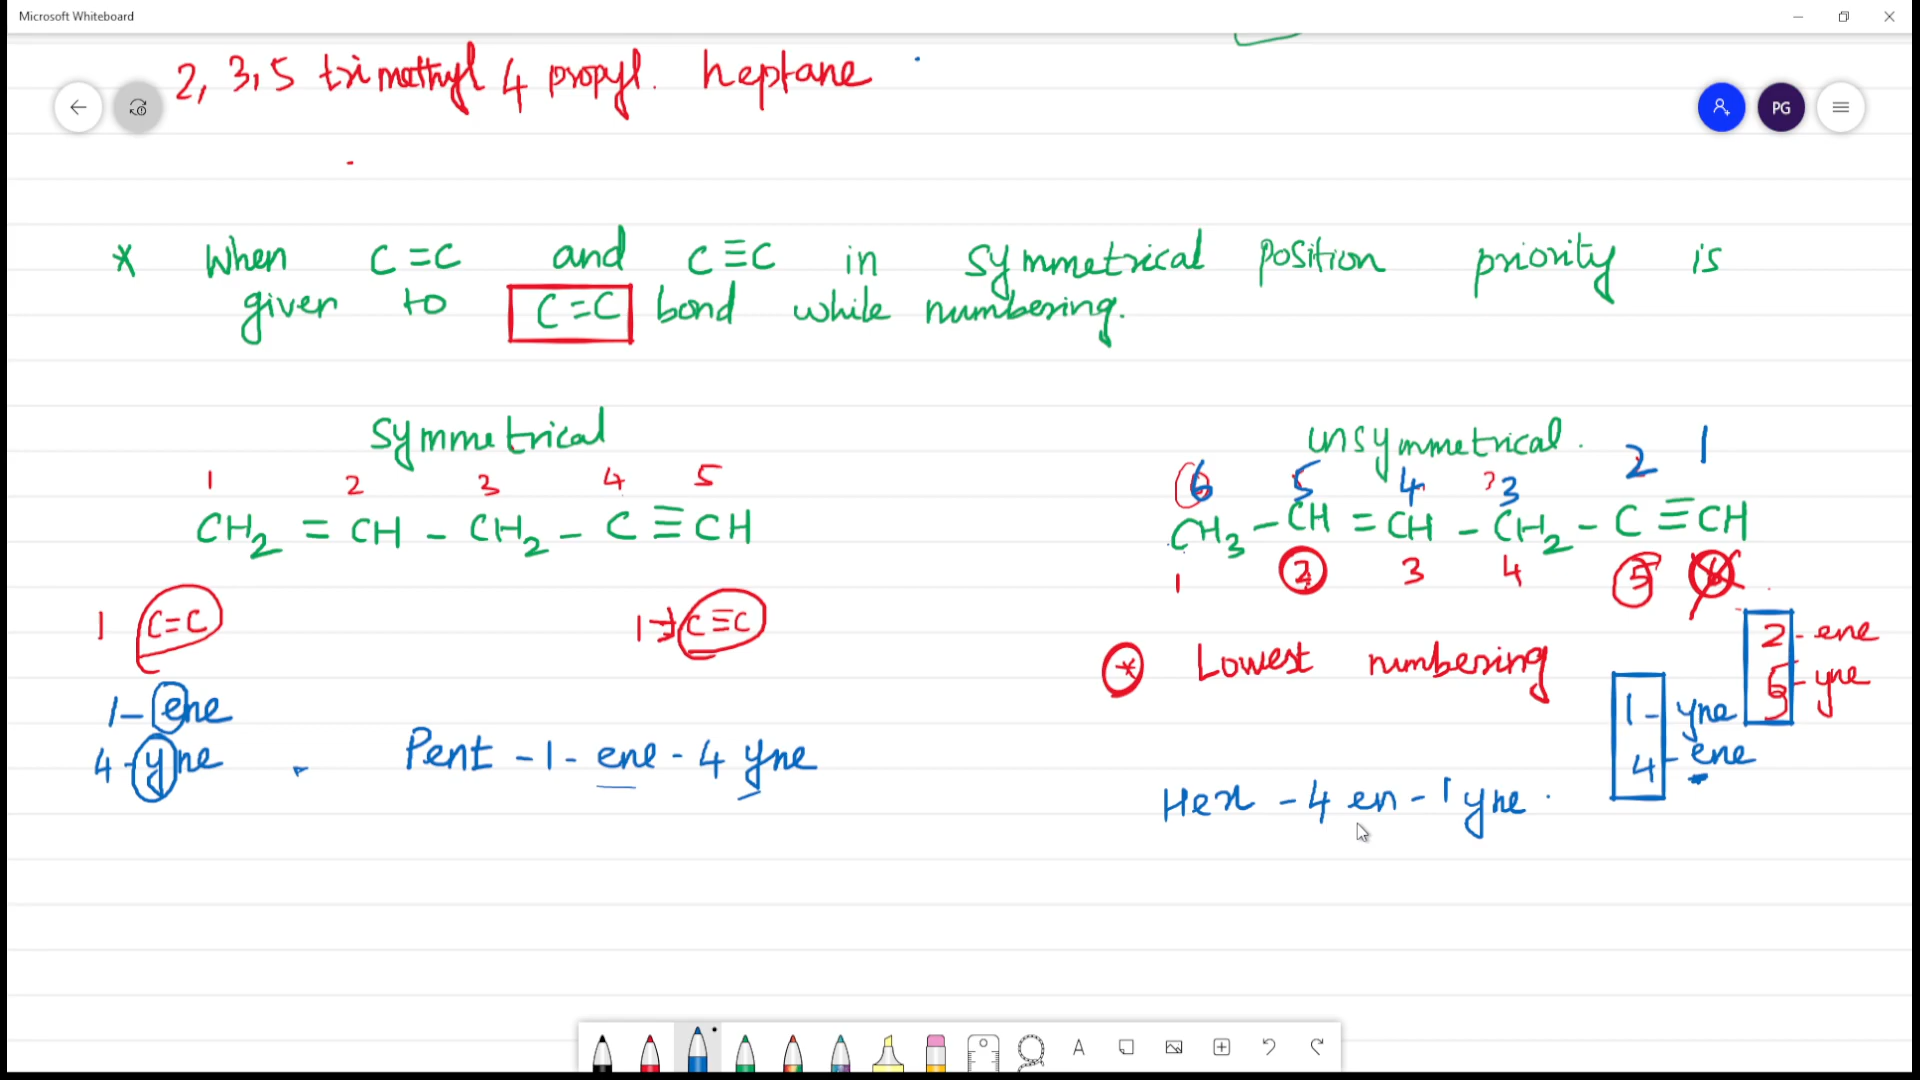 Microsoft Whiteboard
2, 3, 5 trimethyl 4 propyl. heptane
PG
* When C=C and C≡C in symmetrical position priority is
given to C=C bond while numbering.
Symmetrical
unsymmetrical.
1 2 3 4 5
6 5 4 3 2 1
CH2 = CH - CH2 - C ≡ CH
CH3 - CH = CH - CH2 - C ≡ CH
1 2 3 4 5
1 C=C
1 → C≡C
* Lowest numbering
2 - ene
5 - yne
1 - yne
4 - ene
1 - ene
4 - yne
Pent - 1 - ene - 4 yne
Hex - 4 en - 1 yne.
A